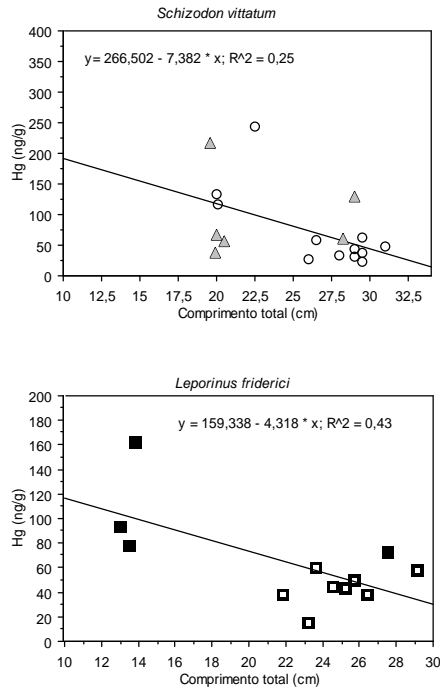 Schizodon vittatum
400
350
300
250
200
150
100
50
0
Hg (ng/g)
y= 266,502 - 7,382 * x; R^2 = 0,25
10 12,5 15 17,5 20 22,5 25 27,5 30 32,5
Comprimento total (cm)
Leporinus friderici
200
180
160
140
120
100
80
60
40
20
0
Hg (ng/g)
y = 159,338 - 4,318 * x; R^2 = 0,43
10 12 14 16 18 20 22 24 26 28 30
Comprimento total (cm)